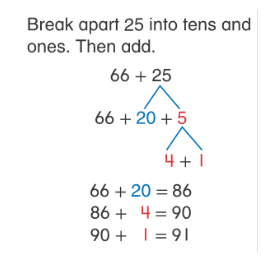 Break apart 25 into tens and
ones. Then add.
66 + 25
66 + 20 + 5
4 + 1
66 + 20 = 86
86 + 4 = 90
90 + 1 = 91